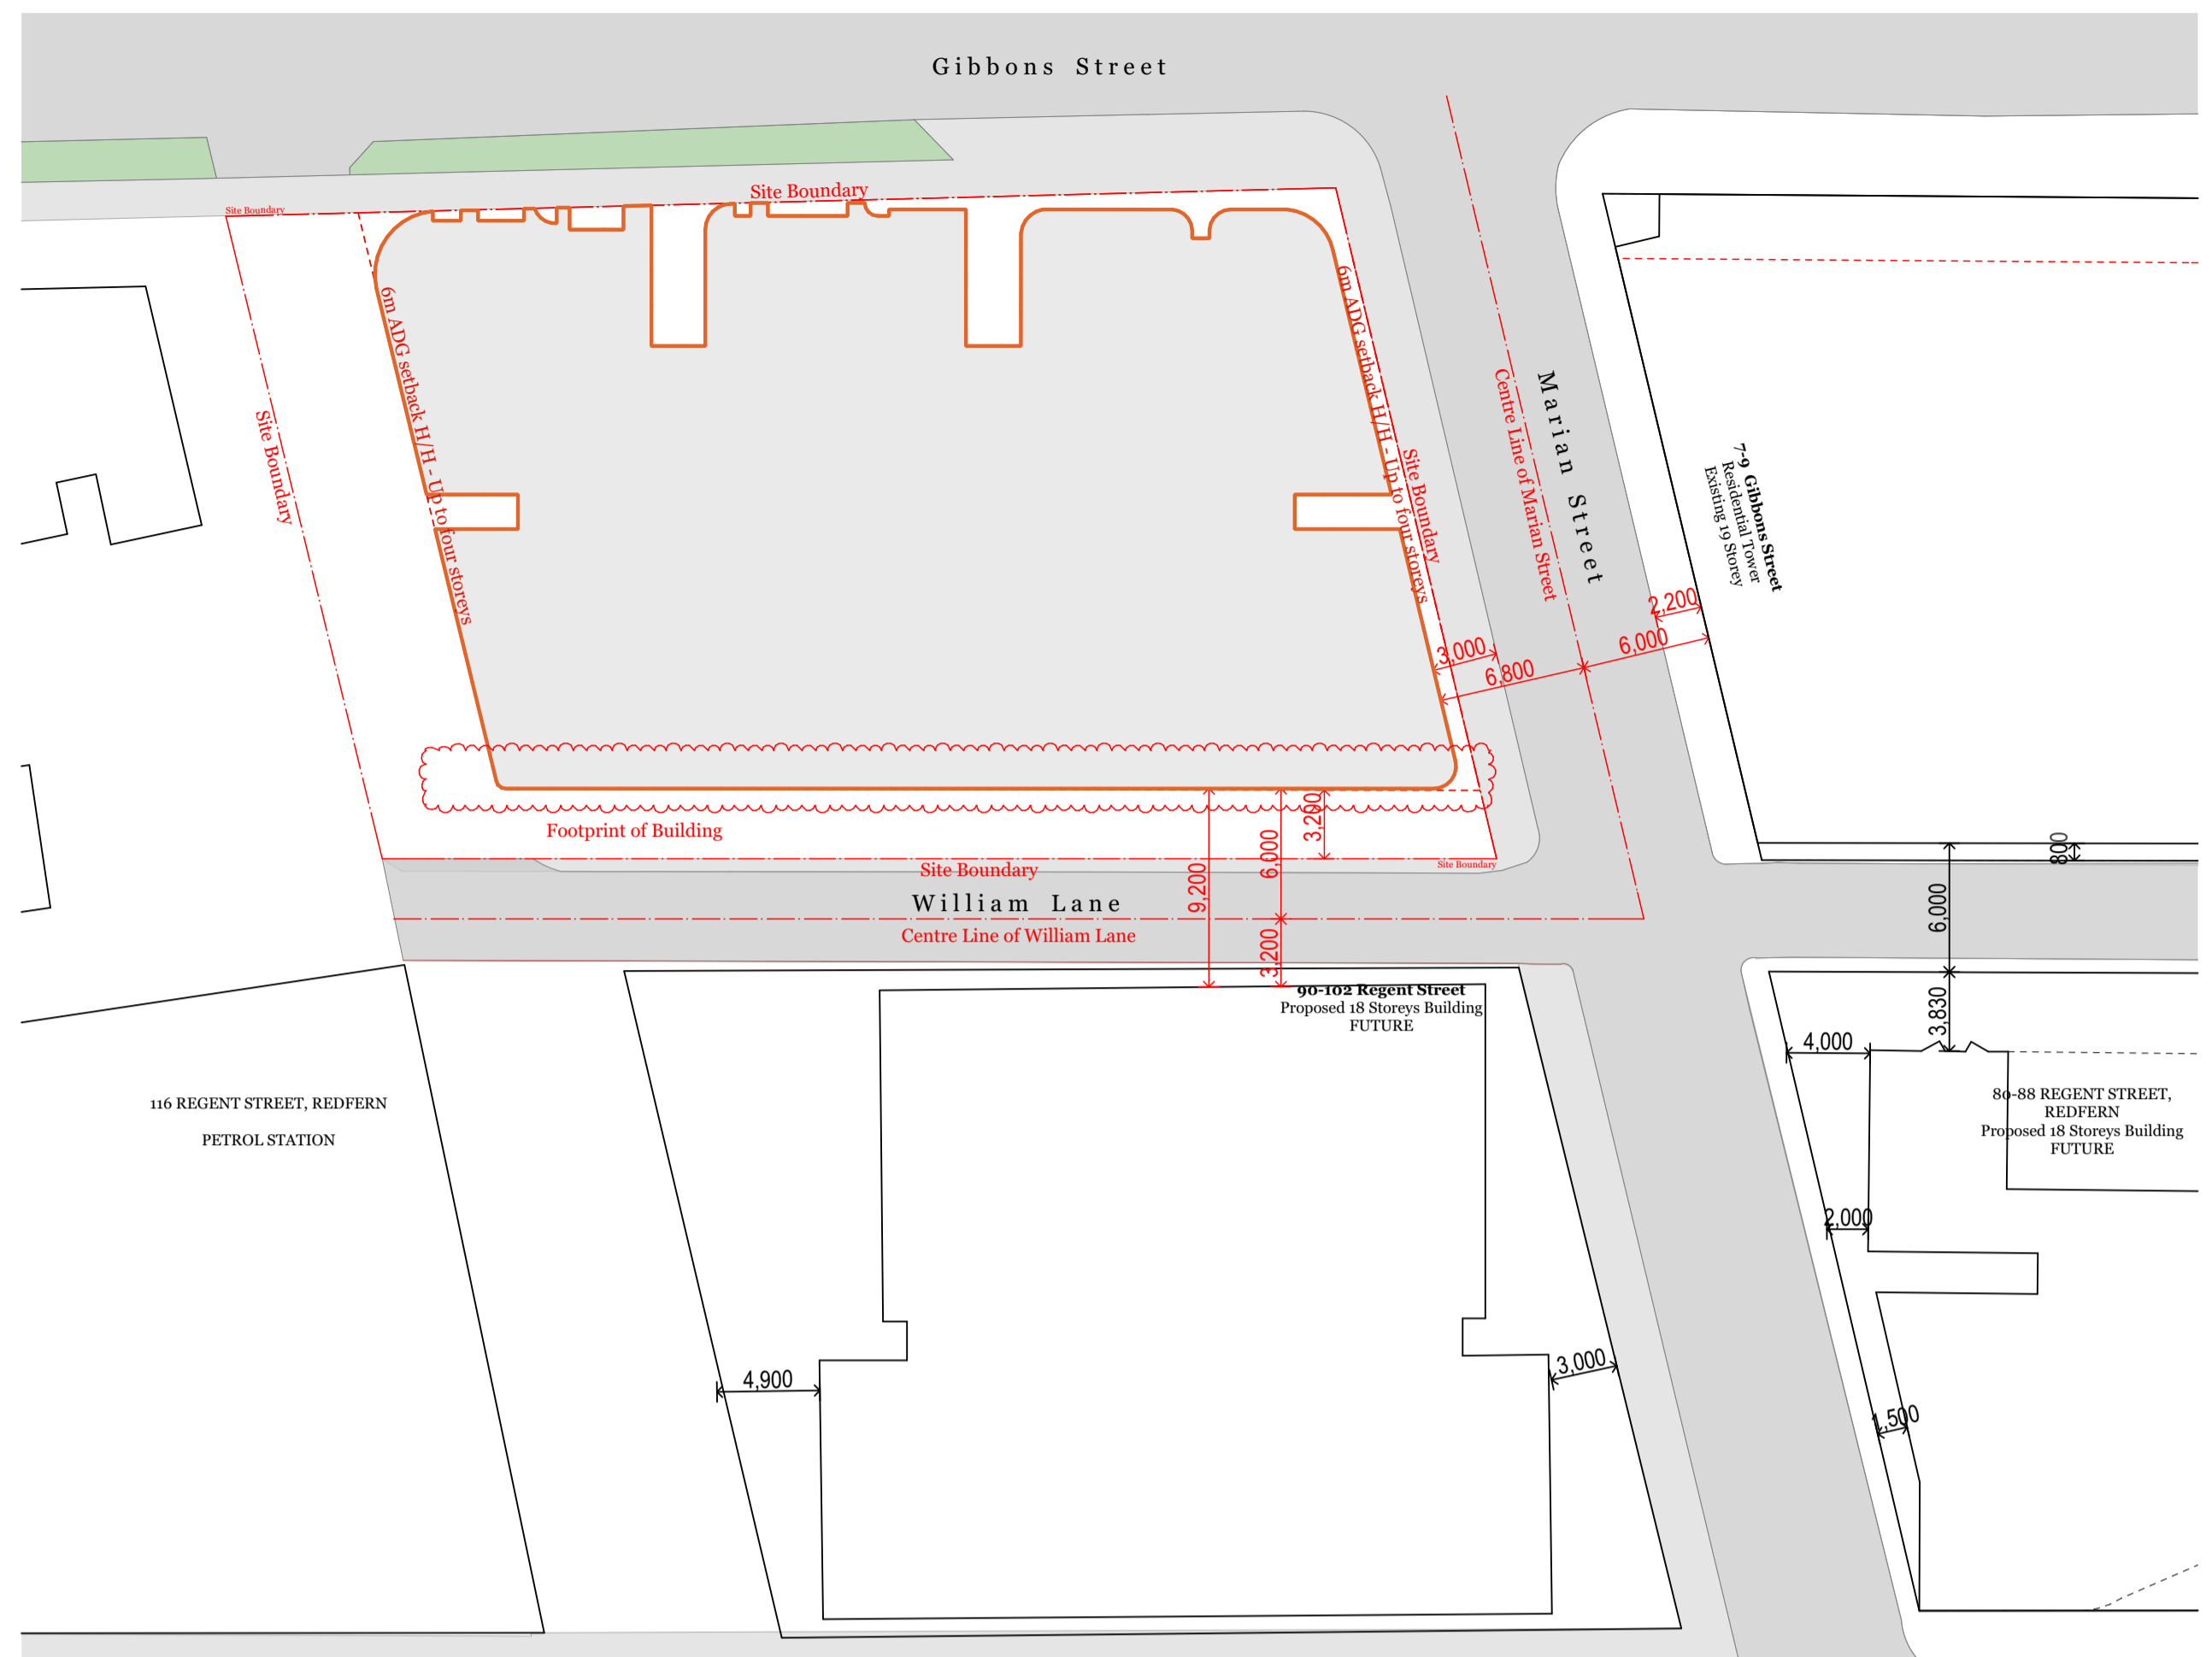 Gibbons Street
Site Boundary
Site Boundary
6m ADG setback H/H - Up to four storeys
6m ADG setback H/H - Up to four storeys
Site Boundary
Site Boundary
Centre Line of Marian Street
Marian Street
7-9 Gibbons Street
Residential Tower
Existing 19 Storey
2,200
6,000
3,000
6,800
3,200
6,000
9,200
3,200
Footprint of Building
Site Boundary
Site Boundary
William Lane
Centre Line of William Lane
800
6,000
3,830
4,000
90-102 Regent Street
Proposed 18 Storeys Building
FUTURE
116 REGENT STREET, REDFERN
PETROL STATION
80-88 REGENT STREET,
REDFERN
Proposed 18 Storeys Building
FUTURE
2,000
4,900
3,000
1,500